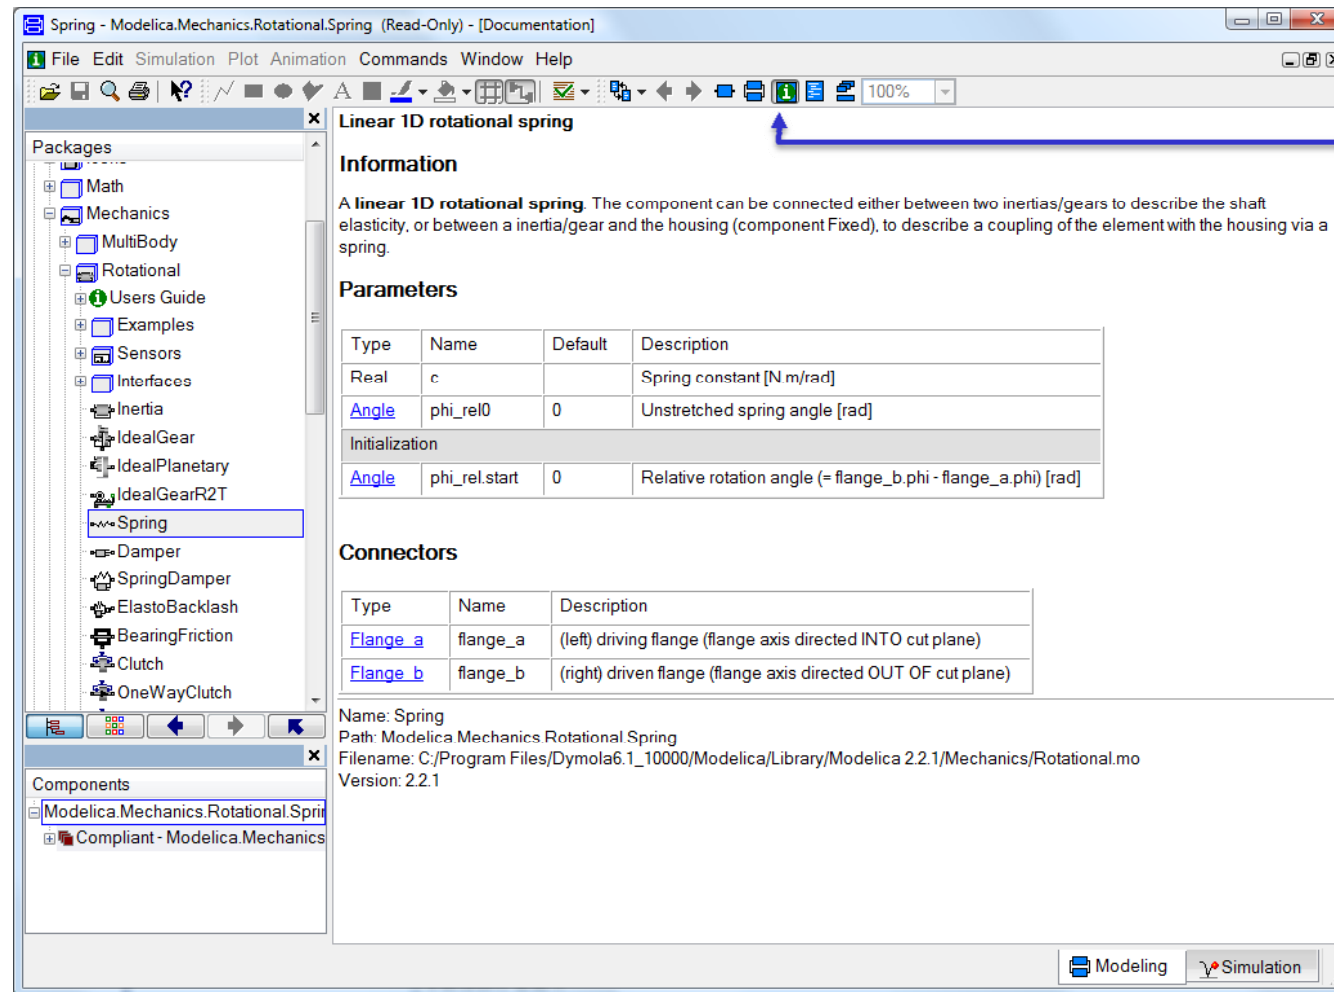 Spring - Modelica.Mechanics.Rotational.Spring (Read-Only) - [Documentation]
File Edit Simulation Plot Animation Commands Window Help
100%
Packages
Math
Mechanics
MultiBody
Rotational
Users Guide
Examples
Sensors
Interfaces
Inertia
IdealGear
IdealPlanetary
IdealGearR2T
Spring
Damper
SpringDamper
ElastoBacklash
BearingFriction
Clutch
OneWayClutch
Components
Modelica.Mechanics.Rotational.Sprin
Compliant - Modelica.Mechanics
Linear 1D rotational spring
Information
A linear 1D rotational spring. The component can be connected either between two inertias/gears to describe the shaft
elasticity, or between a inertia/gear and the housing (component Fixed), to describe a coupling of the element with the housing via a
spring.
Parameters
Type Name Default Description
Real c Spring constant [N.m/rad]
Angle phi_rel0 0 Unstretched spring angle [rad]
Initialization
Angle phi_rel.start 0 Relative rotation angle (= flange_b.phi - flange_a.phi) [rad]
Connectors
Type Name Description
Flange_a flange_a (left) driving flange (flange axis directed INTO cut plane)
Flange_b flange_b (right) driven flange (flange axis directed OUT OF cut plane)
Name: Spring
Path: Modelica.Mechanics.Rotational.Spring
Filename: C:/Program Files/Dymola6.1_10000/Modelica/Library/Modelica 2.2.1/Mechanics/Rotational.mo
Version: 2.2.1
Modeling Simulation